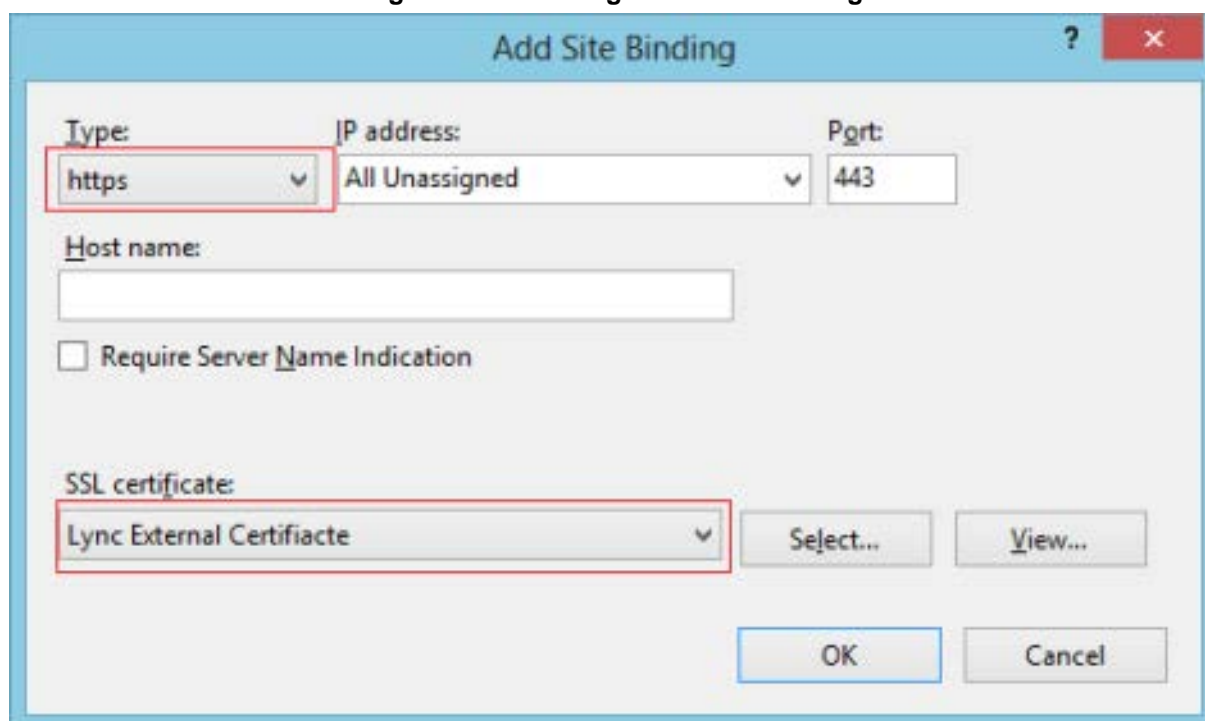 Add Site Binding ? ×
Type: IP address: Port:
https All Unassigned 443
Host name:
Require Server Name Indication
SSL certificate:
Lync External Certifiacte Select... View...
OK Cancel